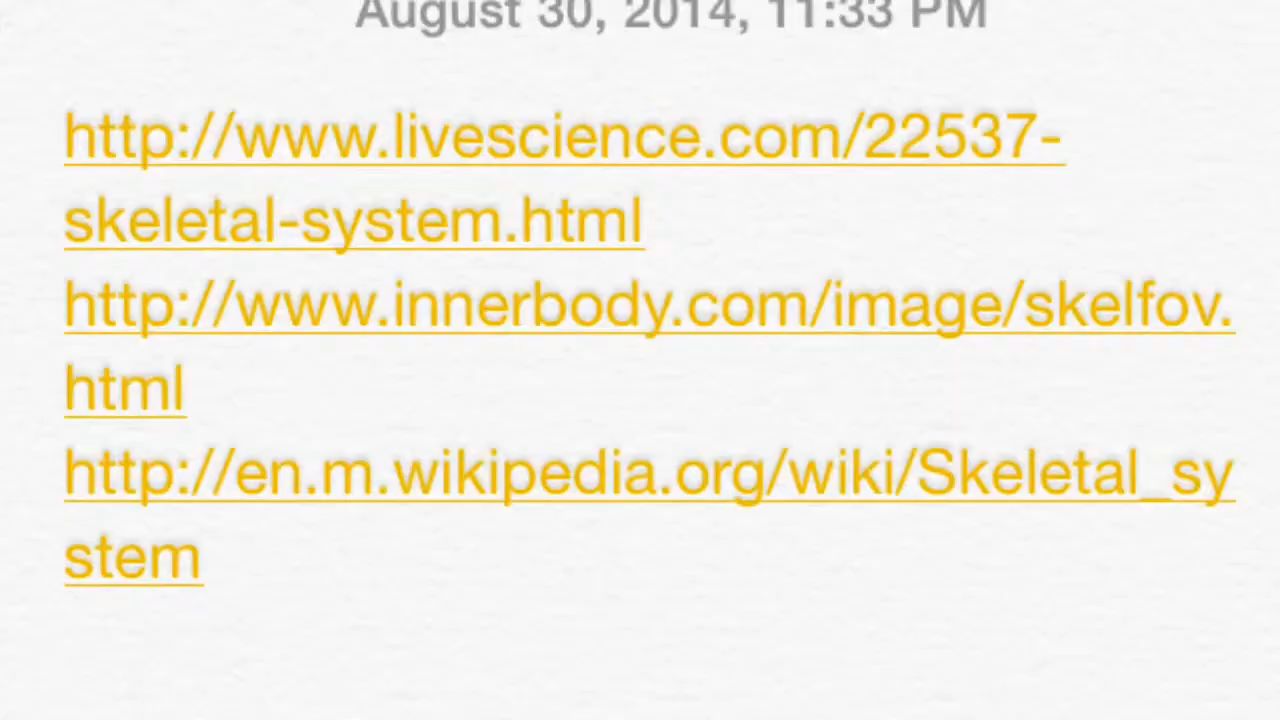 August 30, 2014, 11:33 PM
http://www.livescience.com/22537-
skeletal-system.html
http://www.innerbody.com/image/skelfov.
html
http://en.m.wikipedia.org/wiki/Skeletal_sy
stem